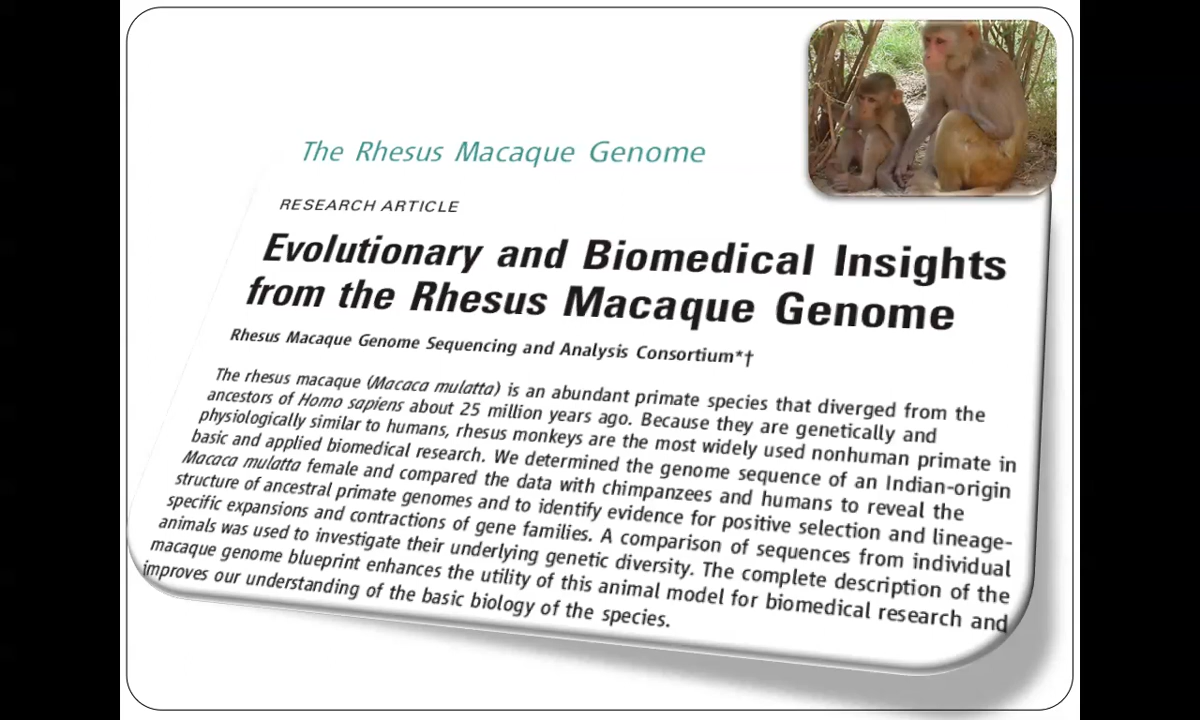 The Rhesus Macaque Genome
RESEARCH ARTICLE
Evolutionary and Biomedical Insights
from the Rhesus Macaque Genome
Rhesus Macaque Genome Sequencing and Analysis Consortium*†
The rhesus macaque (Macaca mulatta) is an abundant primate species that diverged from the
ancestors of Homo sapiens about 25 million years ago. Because they are genetically and
physiologically similar to humans, rhesus monkeys are the most widely used nonhuman primate in
basic and applied biomedical research. We determined the genome sequence of an Indian-origin
Macaca mulatta female and compared the data with chimpanzees and humans to reveal the
structure of ancestral primate genomes and to identify evidence for positive selection and lineage-
specific expansions and contractions of gene families. A comparison of sequences from individual
animals was used to investigate their underlying genetic diversity. The complete description of the
macaque genome blueprint enhances the utility of this animal model for biomedical research and
improves our understanding of the basic biology of the species.